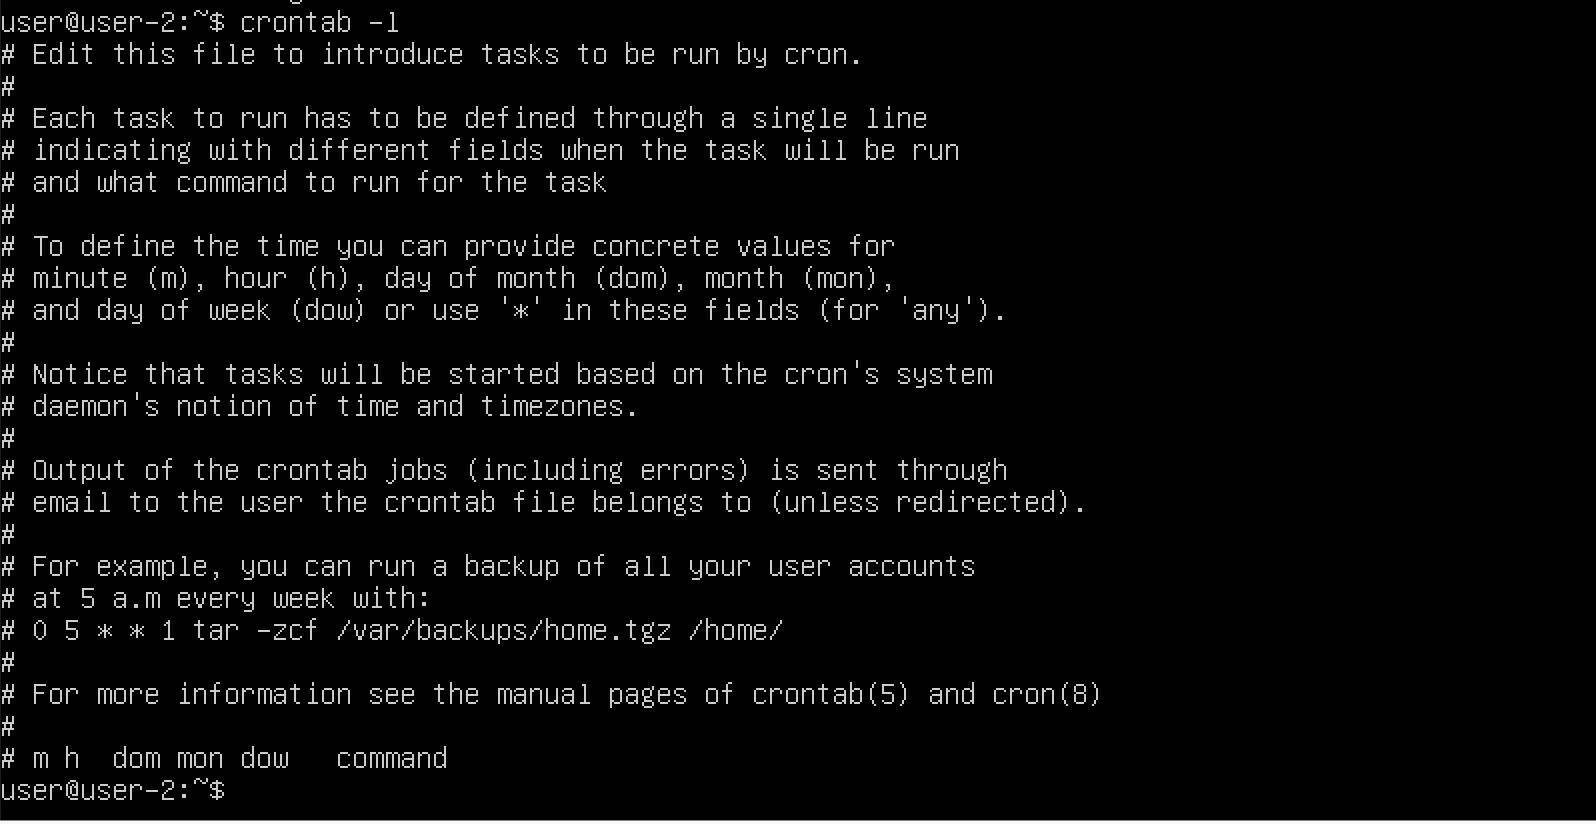 user@user-2:~$ crontab -l
# Edit this file to introduce tasks to be run by cron.
#
# Each task to run has to be defined through a single line
# indicating with different fields when the task will be run
# and what command to run for the task
#
# To define the time you can provide concrete values for
# minute (m), hour (h), day of month (dom), month (mon),
# and day of week (dow) or use '*' in these fields (for 'any').
#
# Notice that tasks will be started based on the cron's system
# daemon's notion of time and timezones.
#
# Output of the crontab jobs (including errors) is sent through
# email to the user the crontab file belongs to (unless redirected).
#
# For example, you can run a backup of all your user accounts
# at 5 a.m every week with:
# 0 5 * * 1 tar -zcf /var/backups/home.tgz /home/
#
# For more information see the manual pages of crontab(5) and cron(8)
#
# m h  dom mon dow   command
user@user-2:~$